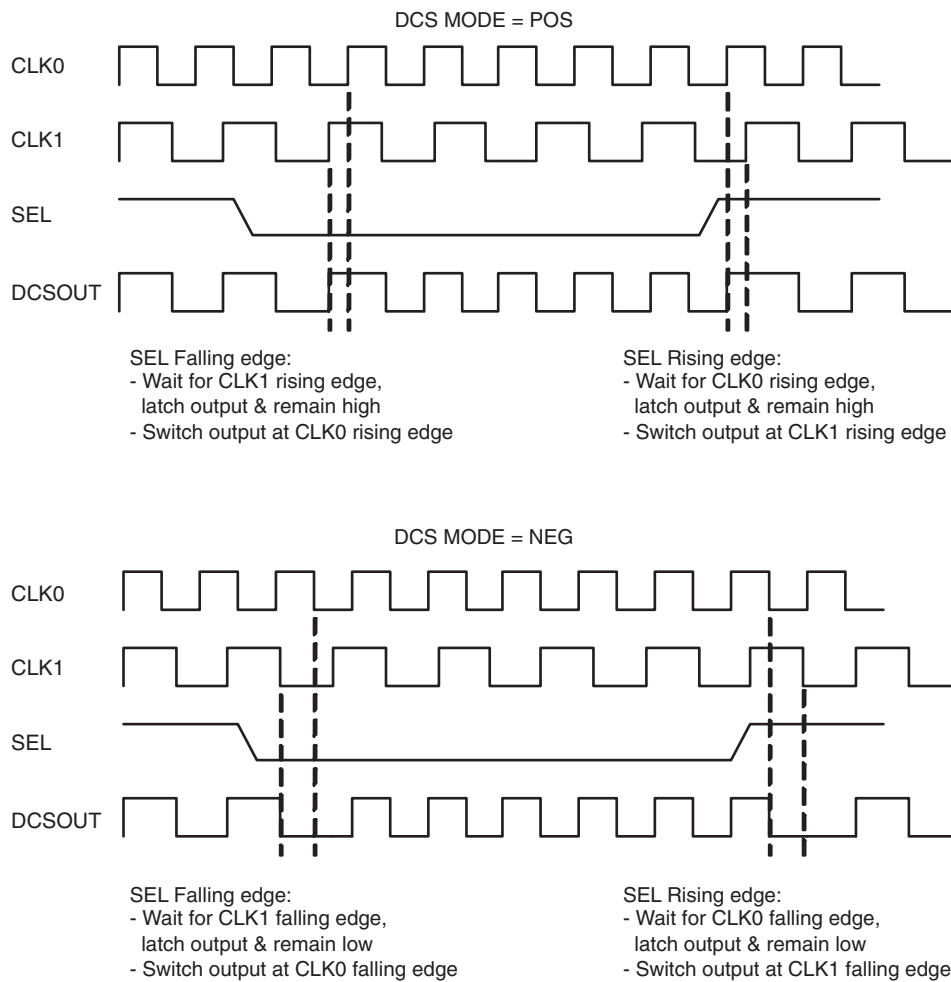 DCS MODE = POS
CLK0
CLK1
SEL
DCSOUT
SEL Falling edge:
- Wait for CLK1 rising edge,
latch output & remain high
- Switch output at CLK0 rising edge
SEL Rising edge:
- Wait for CLK0 rising edge,
latch output & remain high
- Switch output at CLK1 rising edge
DCS MODE = NEG
CLK0
CLK1
SEL
DCSOUT
SEL Falling edge:
- Wait for CLK1 falling edge,
latch output & remain low
- Switch output at CLK0 falling edge
SEL Rising edge:
- Wait for CLK0 falling edge,
latch output & remain low
- Switch output at CLK1 falling edge